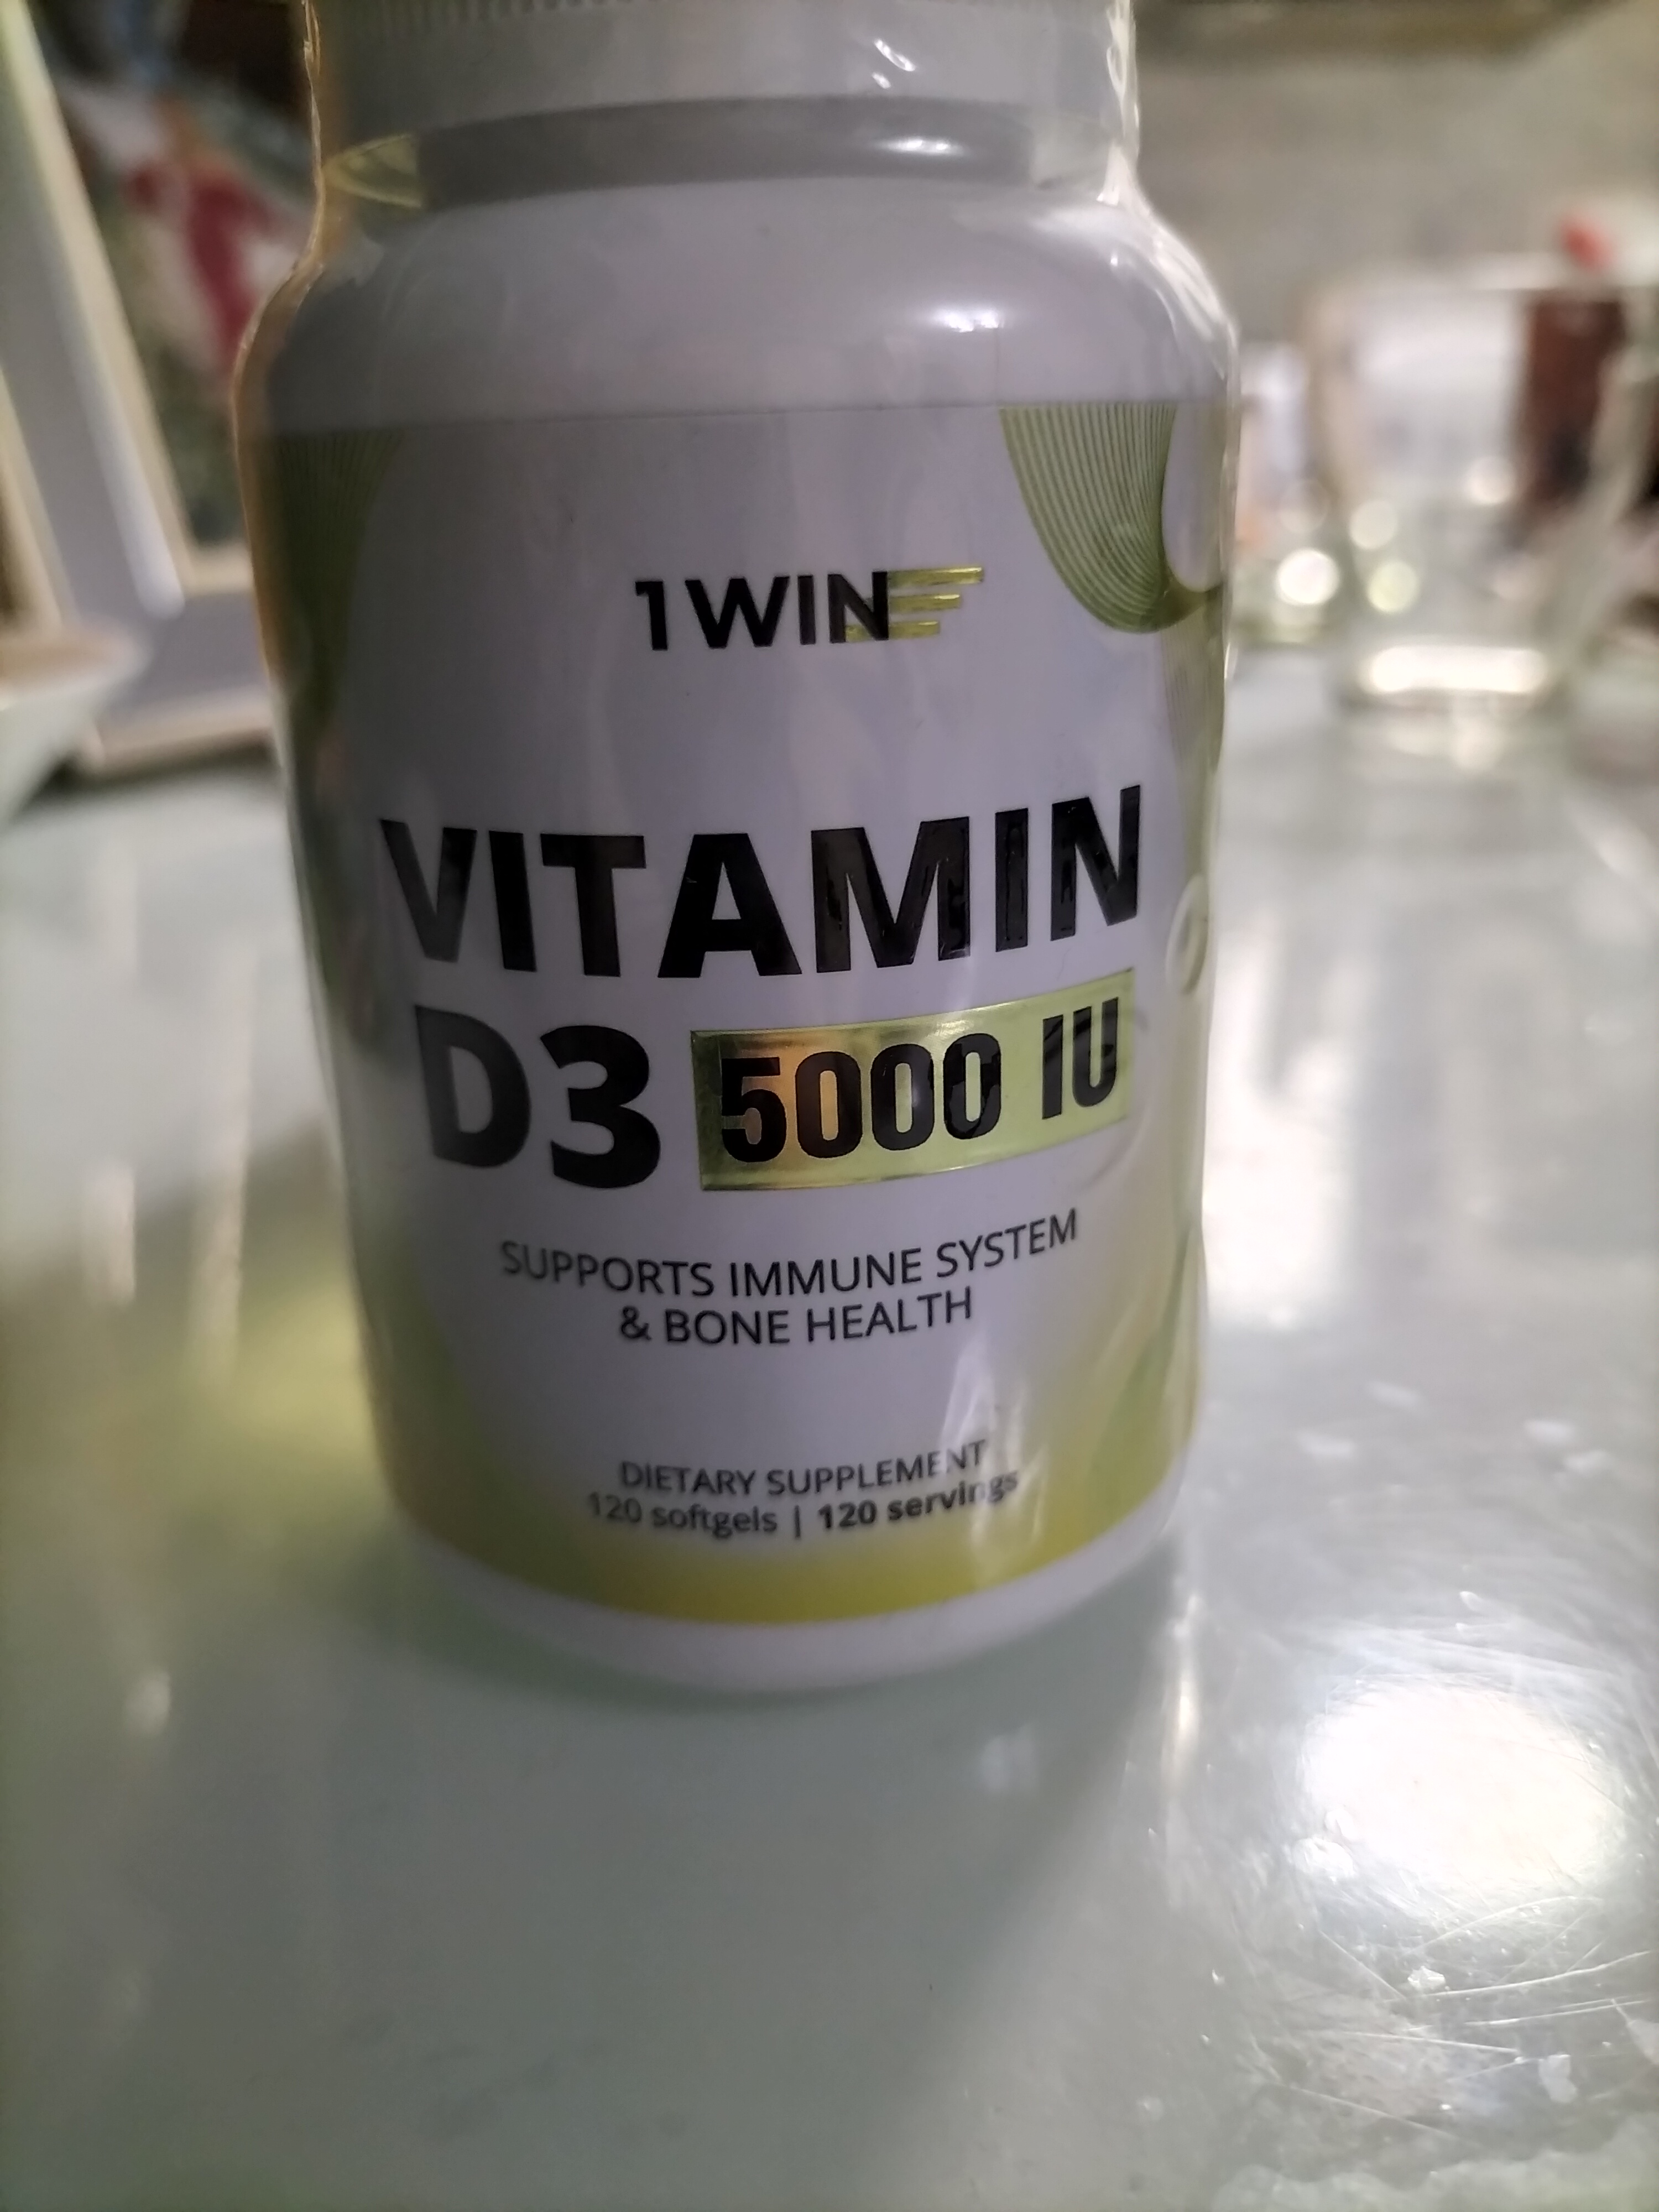 1WIN
VITAMIN
D3 5000 IU
SUPPORTS IMMUNE SYSTEM
& BONE HEALTH
DIETARY SUPPLEMENT
120 softgels | 120 servings